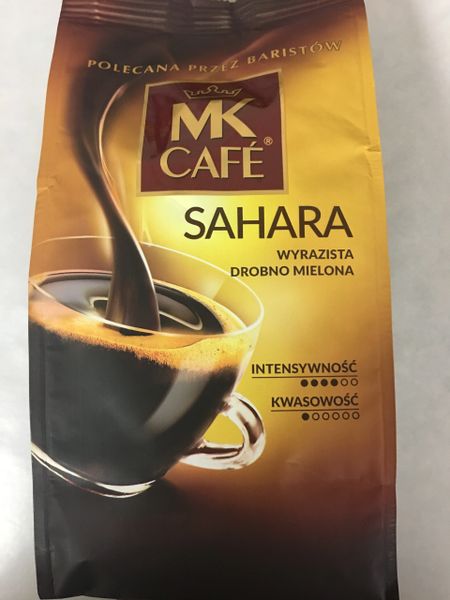 POLECANA PRZEZ BARISTÓW
MK
CAFÉ®
SAHARA
WYRAZISTA
DROBNO MIELONA
INTENSYWNOŚĆ
KWASOWOŚĆ